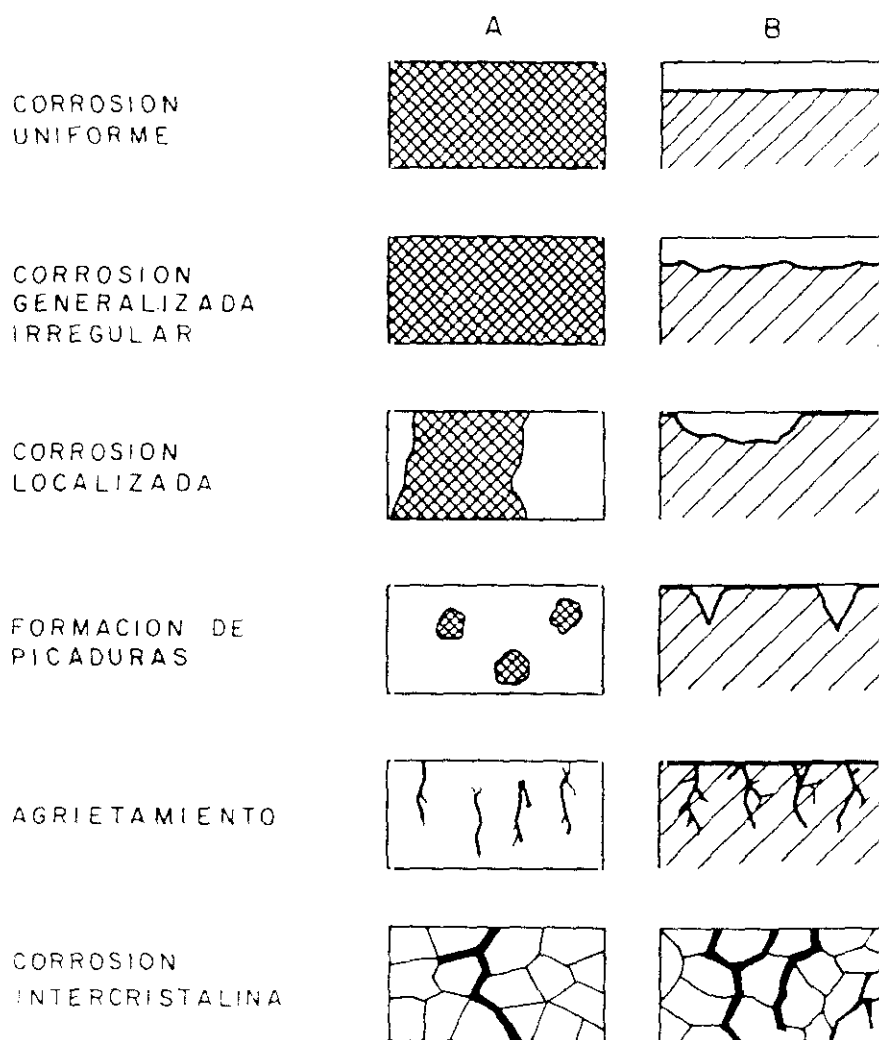 A B
CORROSION
UNIFORME
CORROSION
GENERALIZADA
IRREGULAR
CORROSION
LOCALIZADA
FORMACION DE
PICADURAS
AGRIETAMIENTO
CORROSION
INTERCRISTALINA